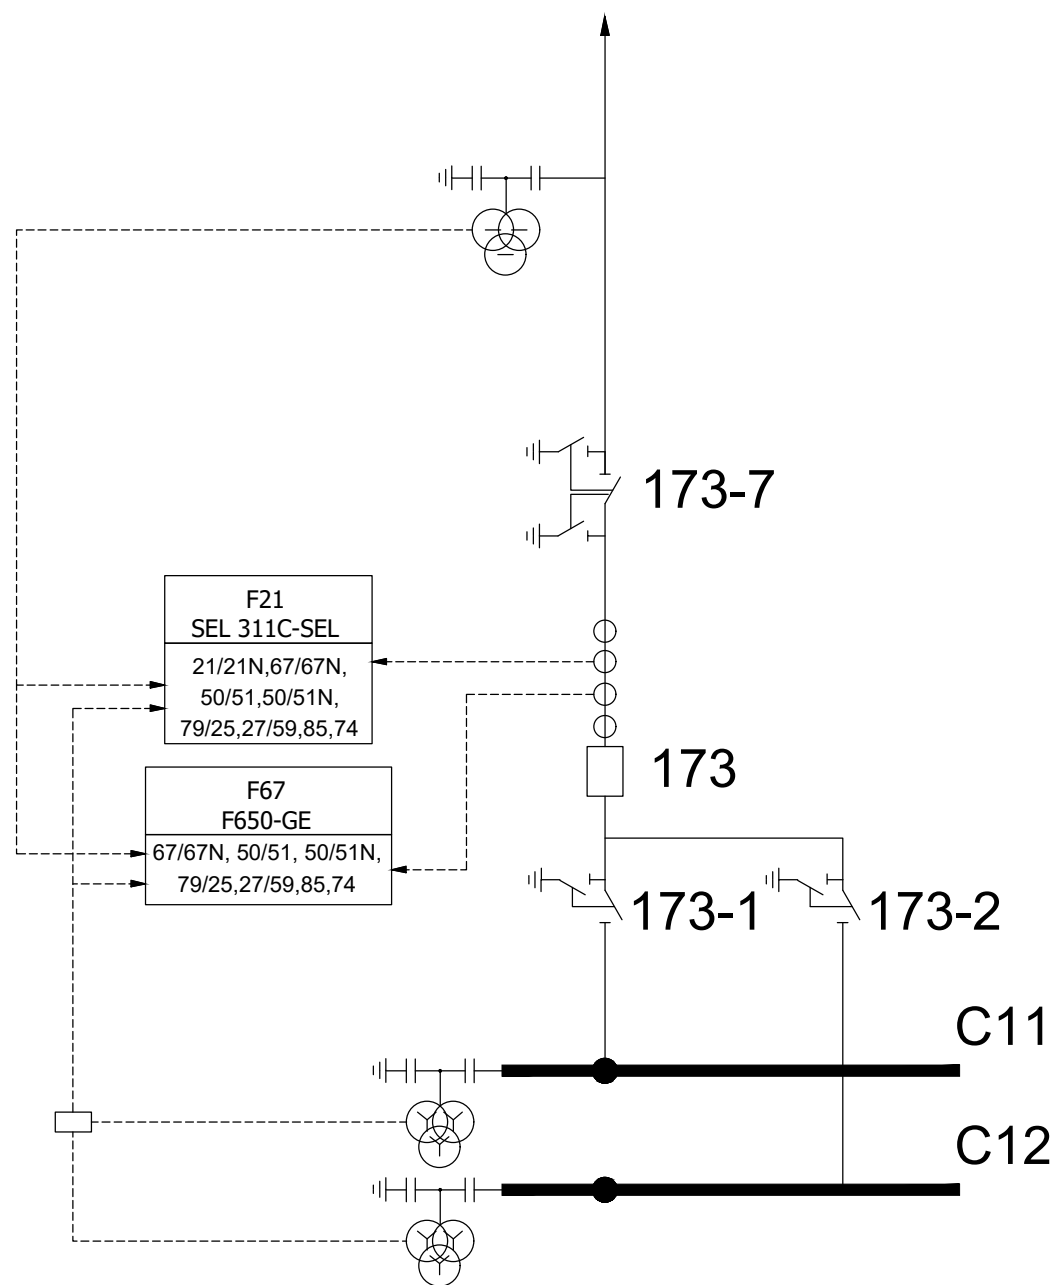 173-7
F21
SEL 311C-SEL
21/21N,67/67N,
50/51,50/51N,
79/25,27/59,85,74
173
F67
F650-GE
67/67N, 50/51, 50/51N,
79/25,27/59,85,74
173-1
173-2
C11
C12